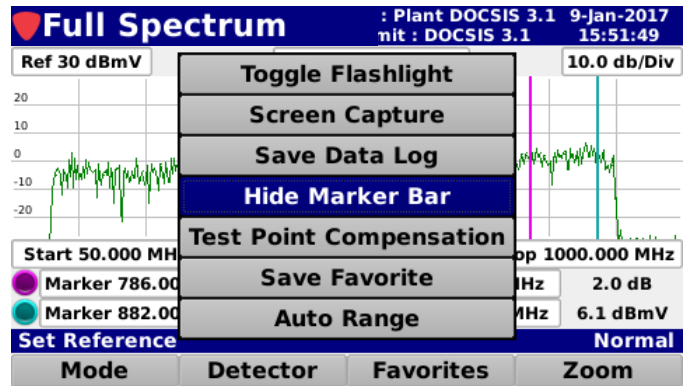 Full Spectrum
: Plant DOCSIS 3.1 9-Jan-2017
nit : DOCSIS 3.1 15:51:49
Ref 30 dBmV
10.0 db/Div
Toggle Flashlight
Screen Capture
Save Data Log
Hide Marker Bar
Test Point Compensation
Save Favorite
Auto Range
20
10
0
-10
-20
Start 50.000 MH
op 1000.000 MHz
Marker 786.00
Hz 2.0 dB
Marker 882.00
MHz 6.1 dBmV
Set Reference Normal
Mode Detector Favorites Zoom